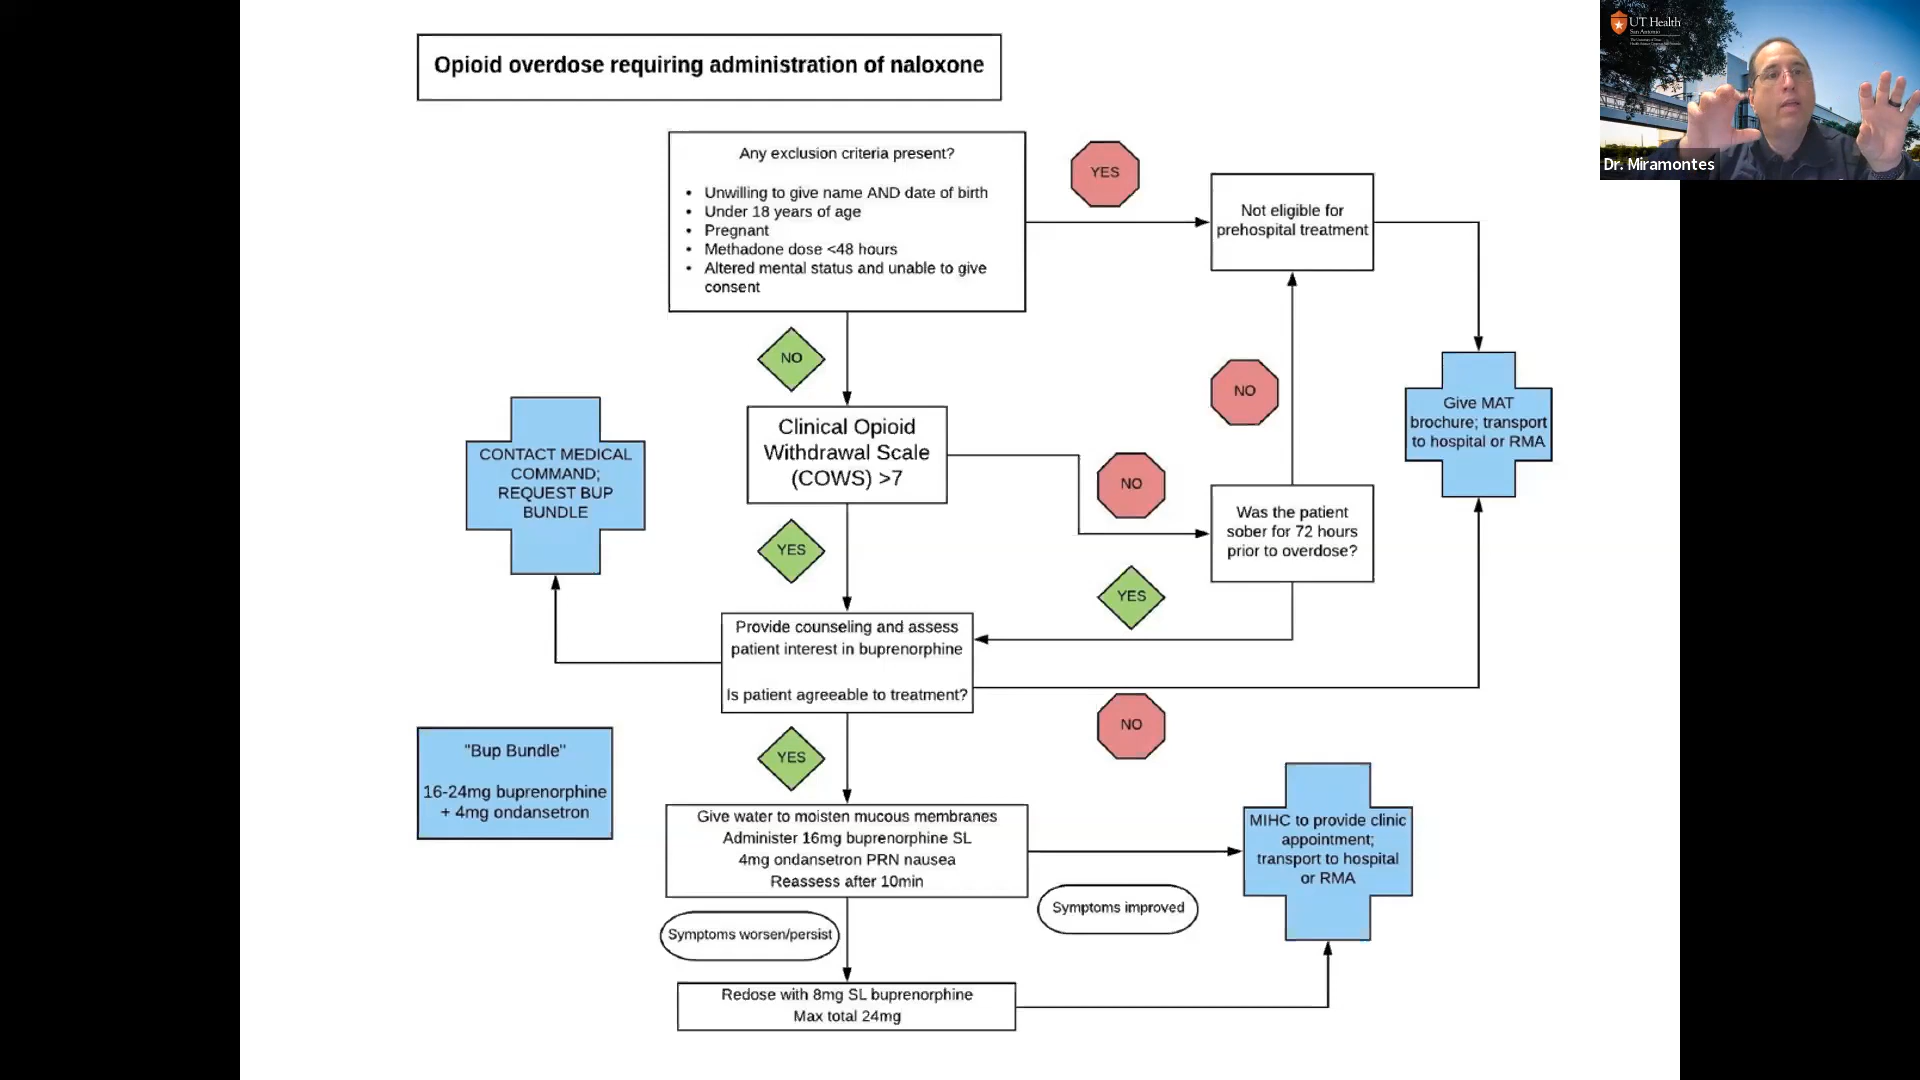 Opioid overdose requiring administration of naloxone
UT Health
San Antonio
Dr. Miramontes
Any exclusion criteria present?
• Unwilling to give name AND date of birth
• Under 18 years of age
• Pregnant
• Methadone dose <48 hours
• Altered mental status and unable to give
consent
YES
Not eligible for
prehospital treatment
NO
NO
Give MAT
brochure; transport
to hospital or RMA
Clinical Opioid
Withdrawal Scale
(COWS) >7
CONTACT MEDICAL
COMMAND;
REQUEST BUP
BUNDLE
NO
Was the patient
sober for 72 hours
prior to overdose?
YES
YES
Provide counseling and assess
patient interest in buprenorphine
Is patient agreeable to treatment?
NO
YES
"Bup Bundle"
16-24mg buprenorphine
+ 4mg ondansetron
Give water to moisten mucous membranes
Administer 16mg buprenorphine SL
4mg ondansetron PRN nausea
Reassess after 10min
MIHC to provide clinic
appointment;
transport to hospital
or RMA
Symptoms improved
Symptoms worsen/persist
Redose with 8mg SL buprenorphine
Max total 24mg